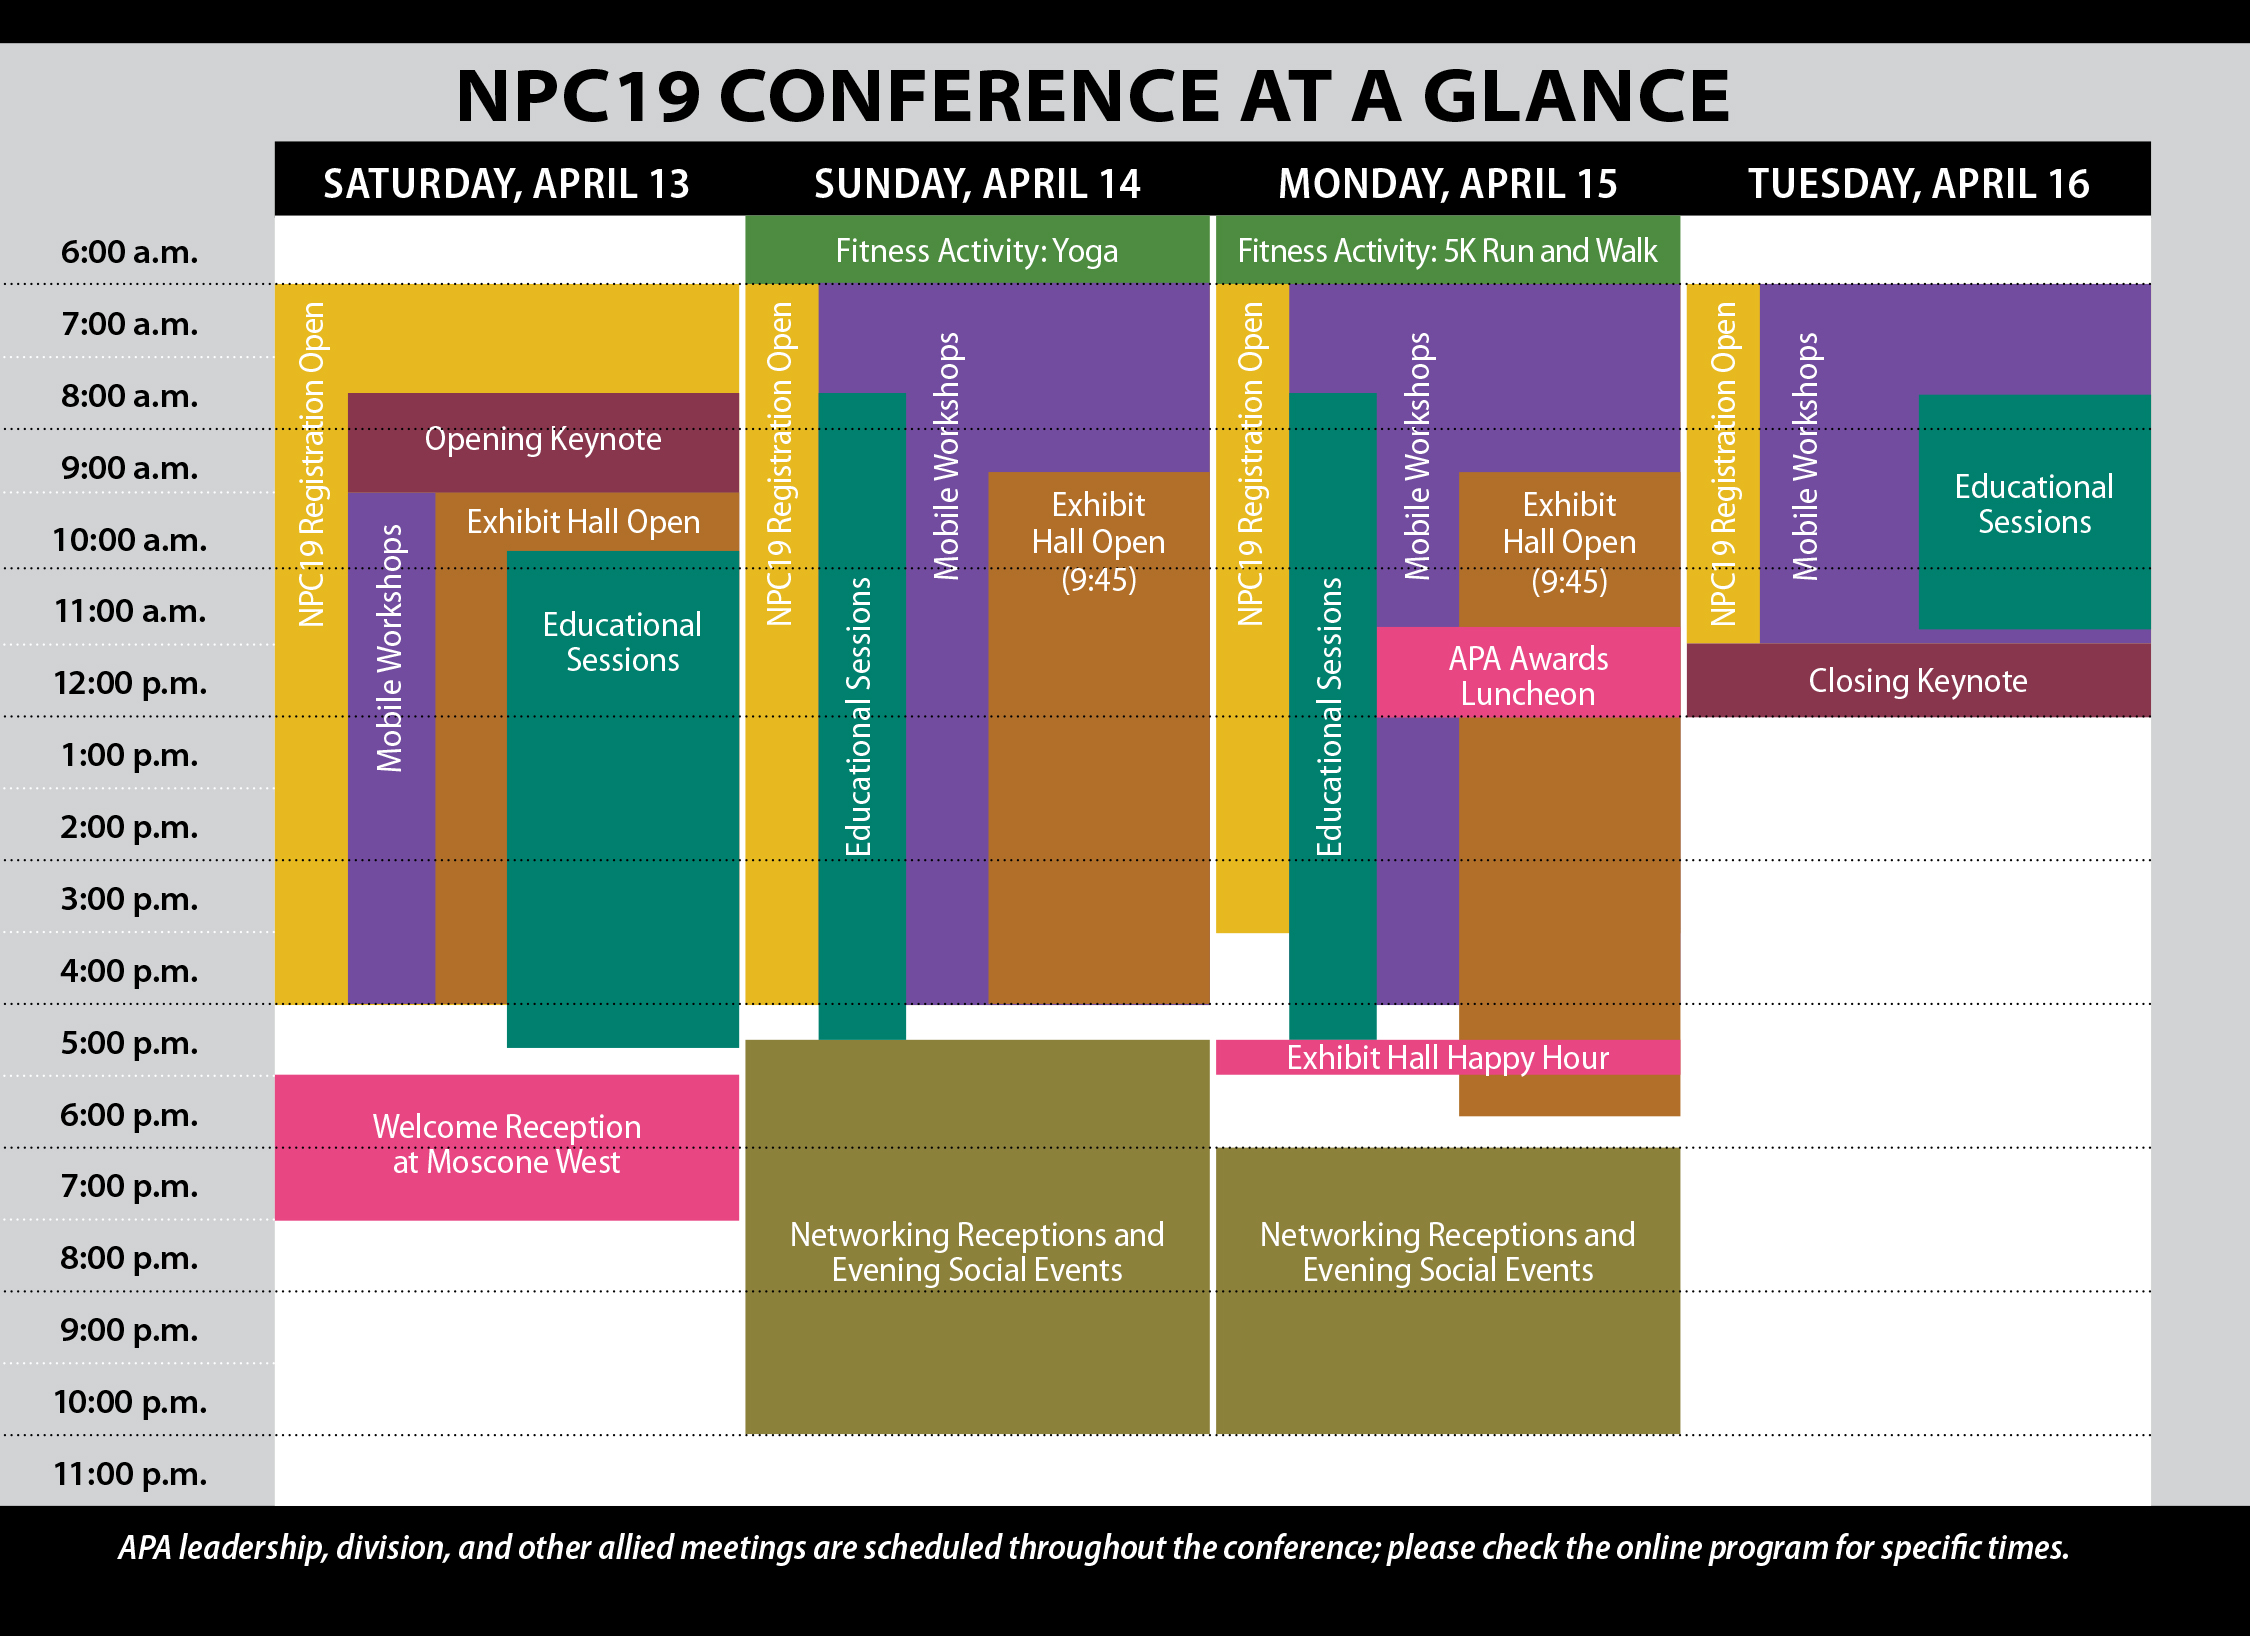 NPC19 CONFERENCE AT A GLANCE
SATURDAY, APRIL 13
SUNDAY, APRIL 14
MONDAY, APRIL 15
TUESDAY, APRIL 16
6:00 a.m.
7:00 a.m.
8:00 a.m.
9:00 a.m.
10:00 a.m.
11:00 a.m.
12:00 p.m.
1:00 p.m.
2:00 p.m.
3:00 p.m.
4:00 p.m.
5:00 p.m.
6:00 p.m.
7:00 p.m.
8:00 p.m.
9:00 p.m.
10:00 p.m.
11:00 p.m.
NPC19 Registration Open
Opening Keynote
Mobile Workshops
Exhibit Hall Open
Educational
Sessions
Welcome Reception
at Moscone West
Fitness Activity: Yoga
NPC19 Registration Open
Educational Sessions
Mobile Workshops
Exhibit
Hall Open
(9:45)
Networking Receptions and
Evening Social Events
Fitness Activity: 5K Run and Walk
NPC19 Registration Open
Educational Sessions
Mobile Workshops
Exhibit
Hall Open
(9:45)
APA Awards
Luncheon
Exhibit Hall Happy Hour
Networking Receptions and
Evening Social Events
NPC19 Registration Open
Mobile Workshops
Educational
Sessions
Closing Keynote
APA leadership, division, and other allied meetings are scheduled throughout the conference; please check the online program for specific times.